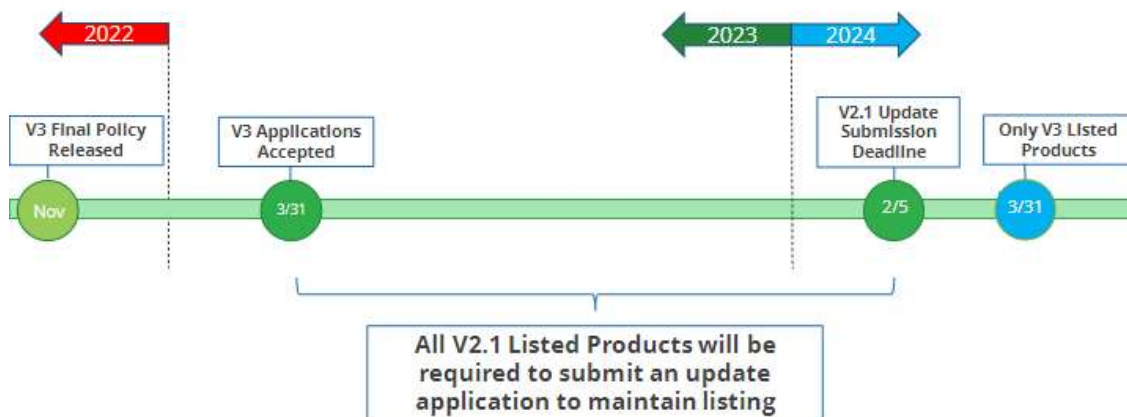 2022
2023
2024
V3 Final Policy
Released
V3 Applications
Accepted
V2.1 Update
Submission
Deadline
Only V3 Listed
Products
Nov
3/31
2/5
3/31
All V2.1 Listed Products will be
required to submit an update
application to maintain listing